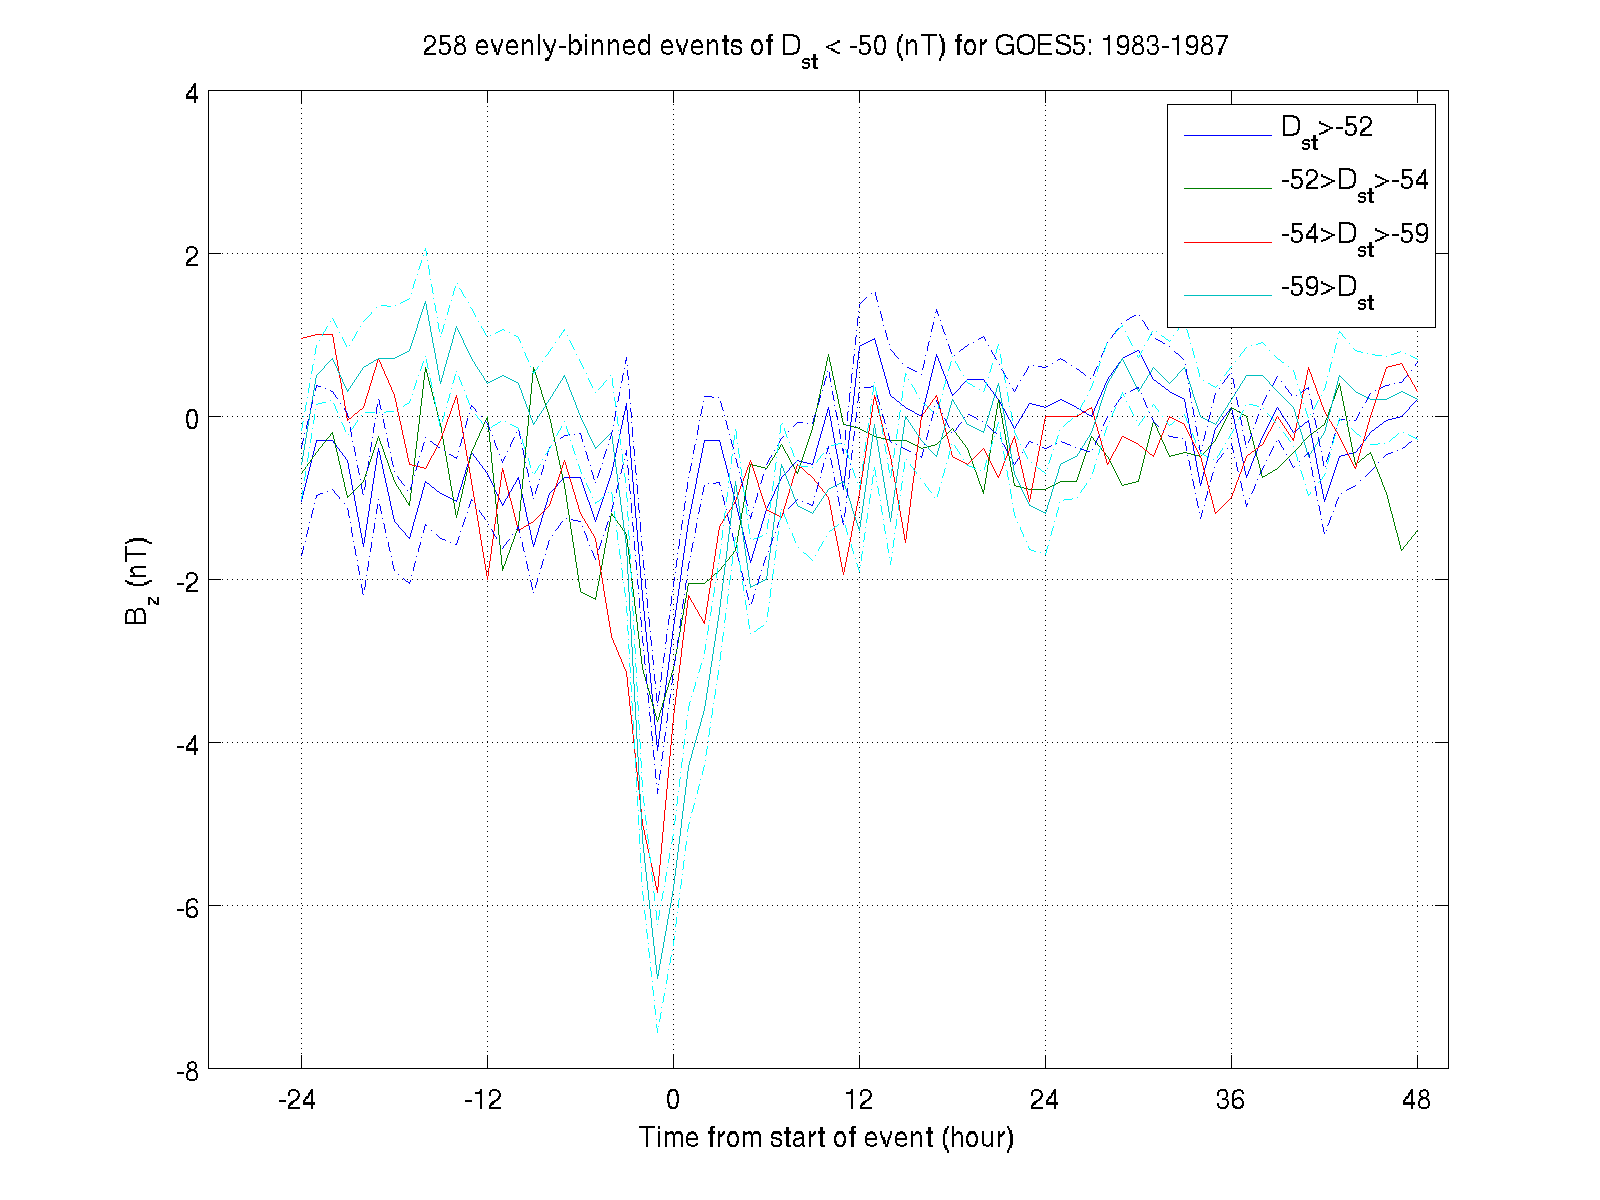 258 evenly-binned events of Dst < -50 (nT) for GOES5: 1983-1987
4
2
0
-2
-4
-6
-8
Bz (nT)
Dst>-52
-52>Dst>-54
-54>Dst>-59
-59>Dst
-24 -12 0 12 24 36 48
Time from start of event (hour)